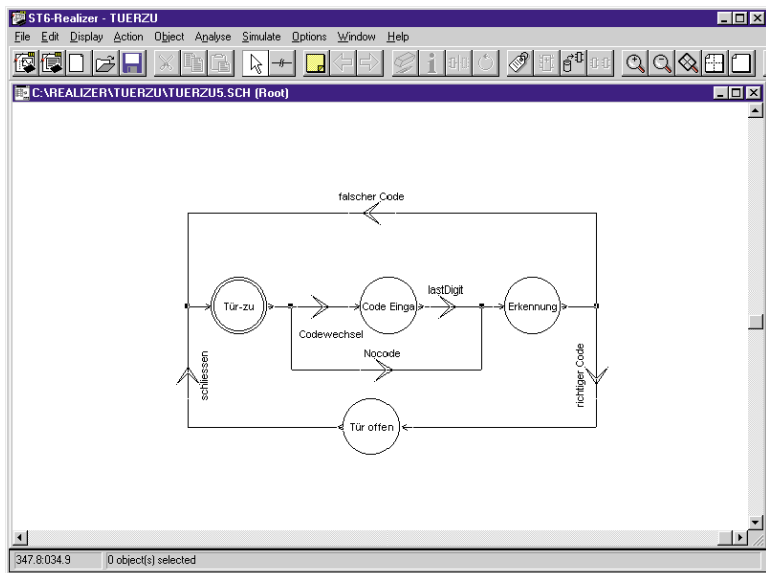 ST6-Realizer - TUERZU
File Edit Display Action Object Analyse Simulate Options Window Help
C:\REALIZER\TUERZU\TUERZU5.SCH (Root)
falscher Code
lastDigit
Tür-zu
Code Einga
Erkennung
Codewechsel
Nocode
schliessen
richtiger Code
Tür offen
347.8:034.9
0 object(s) selected